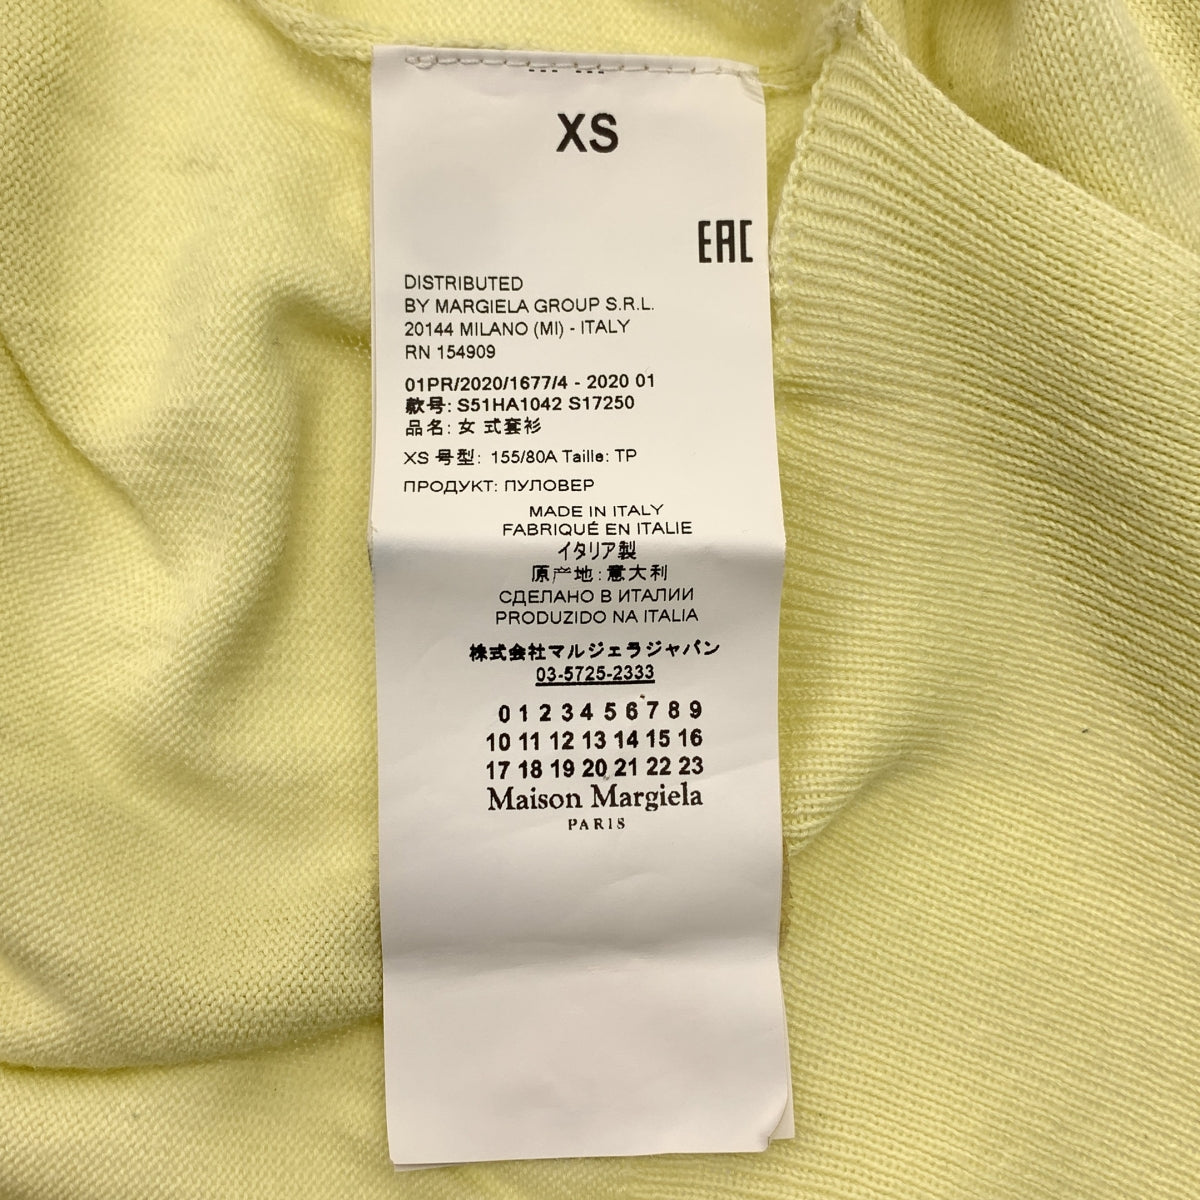 XS
EAC
DISTRIBUTED
BY MARGIELA GROUP S.R.L.
20144 MILANO (MI) - ITALY
RN 154909
01PR/2020/1677/4 - 2020 01
款号: S51HA1042 S17250
品名: 女 式套衫
XS 号型: 155/80A Taille: TP
ПРОДУКТ: ПУЛОВЕР
MADE IN ITALY
FABRIQUÉ EN ITALIE
イタリア製
原产地: 意大利
СДЕЛАНО В ИТАЛИИ
PRODUZIDO NA ITALIA
株式会社マルジェラジャパン
03-5725-2333
0 1 2 3 4 5 6 7 8 9
10 11 12 13 14 15 16
17 18 19 20 21 22 23
Maison Margiela
PARIS